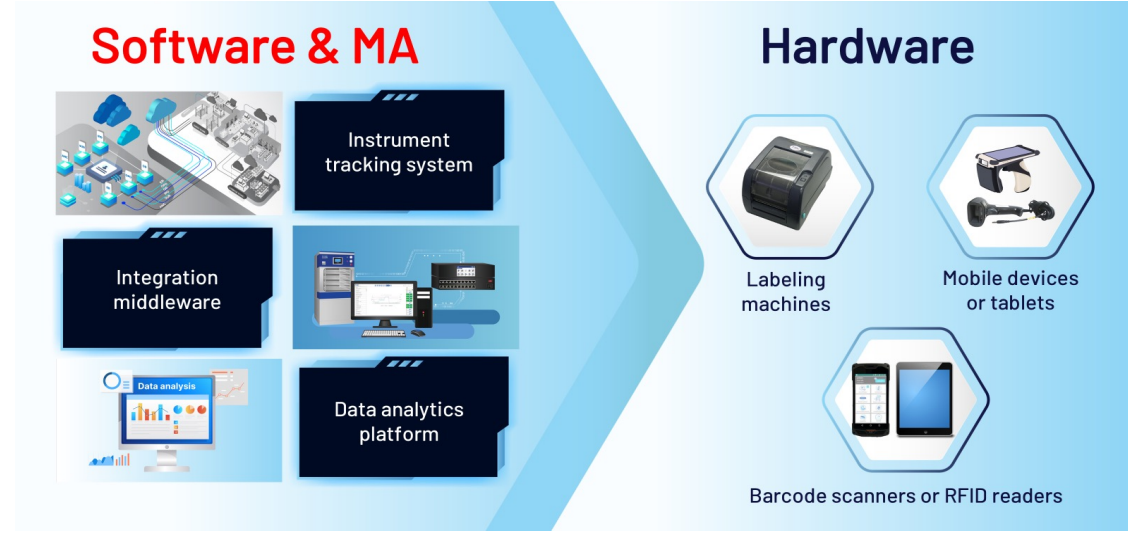 Software & MA
Instrument
tracking system
Integration
middleware
Data analysis
Data analytics
platform
Hardware
Labeling
machines
Mobile devices
or tablets
Barcode scanners or RFID readers